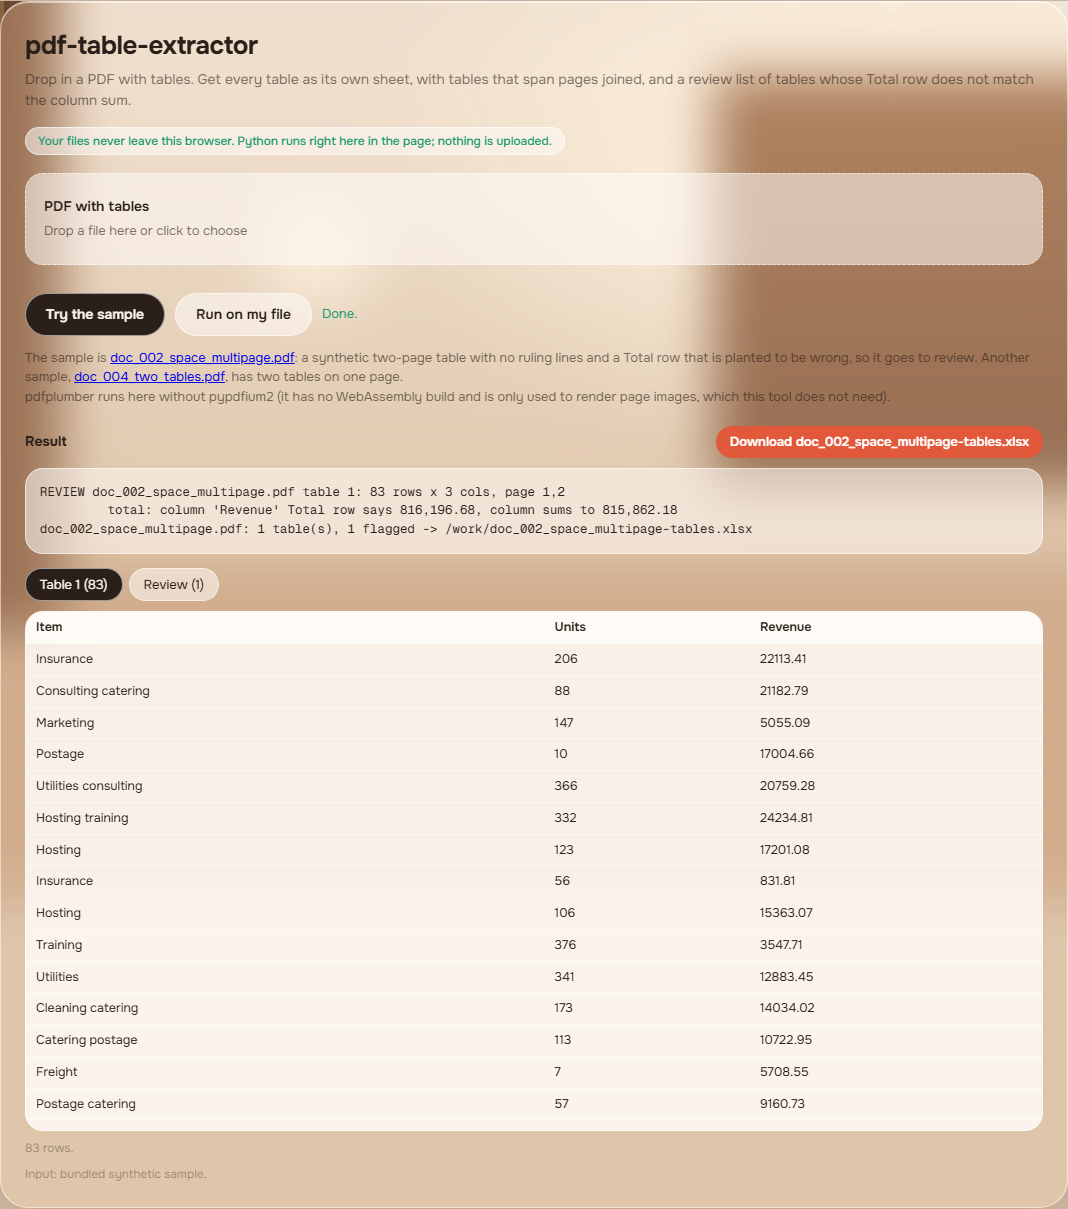 pdf-table-extractor
Drop in a PDF with tables. Get every table as its own sheet, with tables that span pages joined, and a review list of tables whose Total row does not match
the column sum.
Your files never leave this browser. Python runs right here in the page; nothing is uploaded.
PDF with tables
Drop a file here or click to choose
Try the sample Run on my file Done.
The sample is doc_002_space_multipage.pdf: a synthetic two-page table with no ruling lines and a Total row that is planted to be wrong, so it goes to review. Another
sample, doc_004_two_tables.pdf, has two tables on one page.
pdfplumber runs here without pypdfium2 (it has no WebAssembly build and is only used to render page images, which this tool does not need).
Result Download doc_002_space_multipage-tables.xlsx
REVIEW doc_002_space_multipage.pdf table 1: 83 rows x 3 cols, page 1,2
total: column 'Revenue' Total row says 816,196.68, column sums to 815,862.18
doc_002_space_multipage.pdf: 1 table(s), 1 flagged -> /work/doc_002_space_multipage-tables.xlsx
Table 1 (83) Review (1)
Item Units Revenue
Insurance 206 22113.41
Consulting catering 88 21182.79
Marketing 147 5055.09
Postage 10 17004.66
Utilities consulting 366 20759.28
Hosting training 332 24234.81
Hosting 123 17201.08
Insurance 56 831.81
Hosting 106 15363.07
Training 376 3547.71
Utilities 341 12883.45
Cleaning catering 173 14034.02
Catering postage 113 10722.95
Freight 7 5708.55
Postage catering 57 9160.73
83 rows.
Input: bundled synthetic sample.